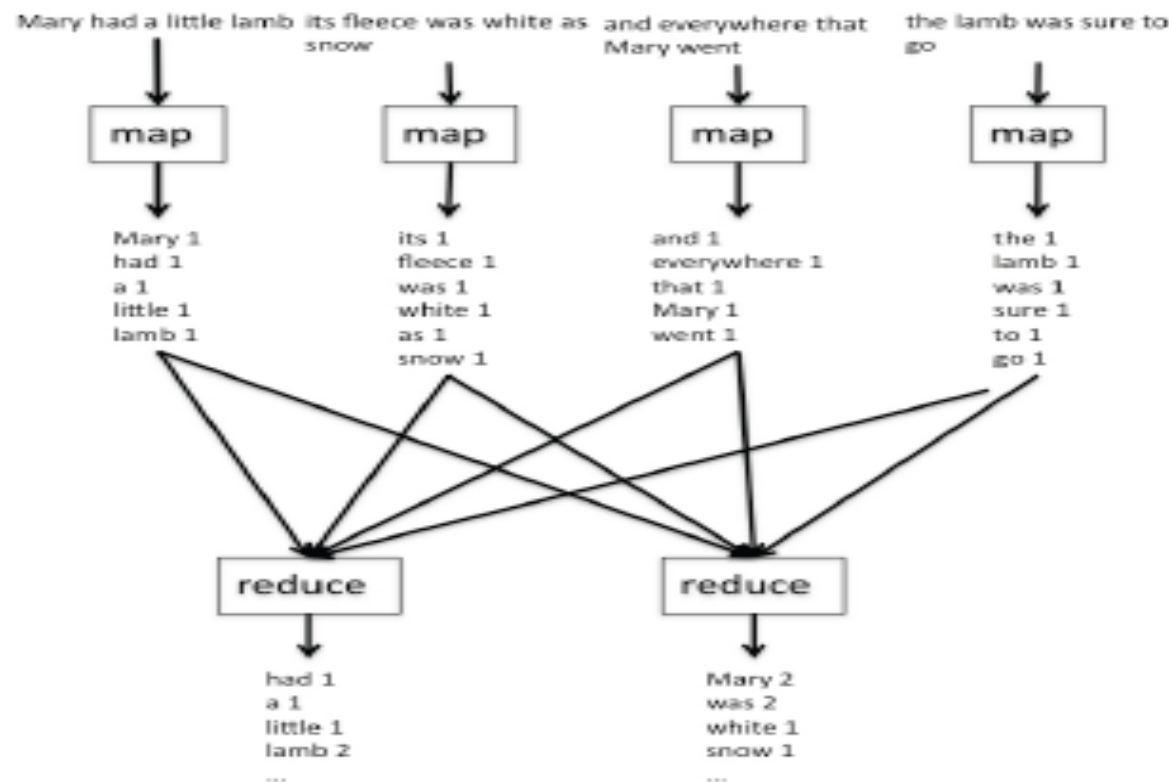 Mary had a little lamb
its fleece was white as
snow
and everywhere that
Mary went
the lamb was sure to
go
map
map
map
map
Mary 1
had 1
a 1
little 1
lamb 1
its 1
fleece 1
was 1
white 1
as 1
snow 1
and 1
everywhere 1
that 1
Mary 1
went 1
the 1
lamb 1
was 1
sure 1
to 1
go 1
reduce
reduce
had 1
a 1
little 1
lamb 2
...
Mary 2
was 2
white 1
snow 1
...